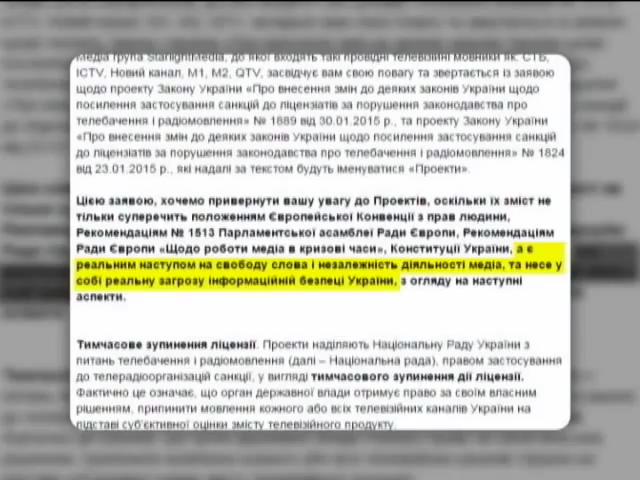 Медіа група StarlightMedia, до якої входять такі провідні телевізійні мовники як: СТБ,
ICTV, Новий канал, М1, М2, QTV, засвідчує вам свою повагу та звертається із заявою
щодо проекту Закону України «Про внесення змін до деяких законів України щодо
посилення застосування санкцій до ліцензіатів за порушення законодавства про
телебачення і радіомовлення» № 1889 від 30.01.2015 р., та проекту Закону України
«Про внесення змін до деяких законів України щодо посилення застосування санкцій
до ліцензіатів за порушення законодавства про телебачення і радіомовлення» № 1824
від 23.01.2015 р., які надалі за текстом будуть іменуватися «Проекти».
Цією заявою, хочемо привернути вашу увагу до Проектів, оскільки їх зміст не
тільки суперечить положенням Європейської Конвенції з прав людини,
Рекомендаціям № 1513 Парламентської асамблеї Ради Європи, Рекомендаціям
Ради Європи «Щодо роботи медіа в кризові часи», Конституції України, а є
реальним наступом на свободу слова і незалежність діяльності медіа, та несе у
собі реальну загрозу інформаційній безпеці України, з огляду на наступні
аспекти.
Тимчасове зупинення ліцензії. Проекти наділяють Національну Раду України з
питань телебачення і радіомовлення (далі – Національна рада), правом застосування
до телерадіоорганізацій санкції, у вигляді тимчасового зупинення дії ліцензії.
Фактично це означає, що орган державної влади отримує право за своїм власним
рішенням, припинити мовлення кожного або всіх телевізійних каналів України на
підставі суб'єктивної оцінки змісту телевізійного продукту.